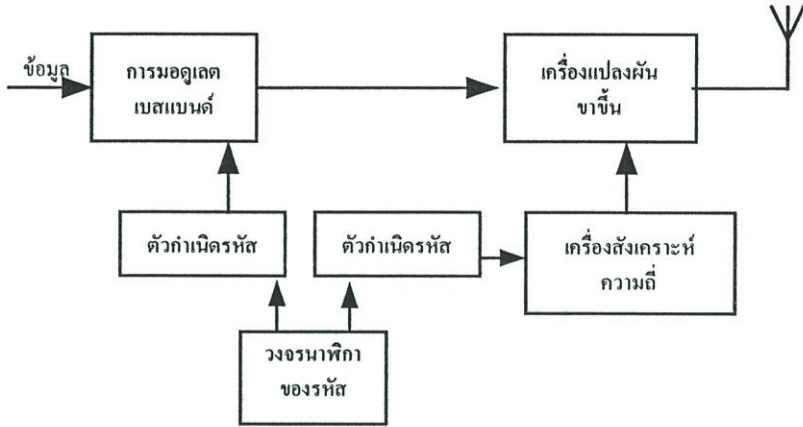 ข้อมูล
การมอดูเลต
เบสแบนด์
เครื่องแปลงผัน
ขาขึ้น
ตัวกำเนิดรหัส
ตัวกำเนิดรหัส
เครื่องสังเคราะห์
ความถี่
วงจรนาฬิกา
ของรหัส